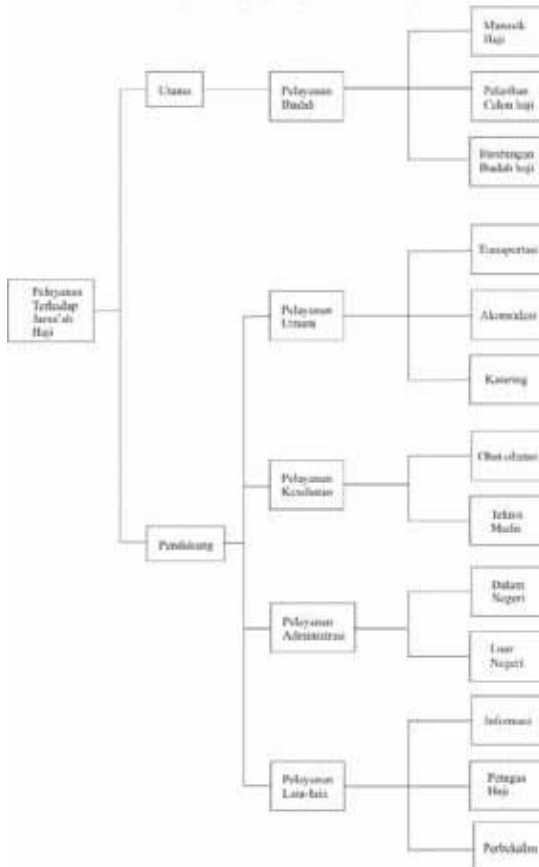 Manasik
Haji
Utama
Pelayanan
Ibadah
Pelatihan
Calon haji
Bimbingan
Ibadah haji
Transportasi
Pelayanan
Terhadap
Jama'ah
Haji
Pelayanan
Umum
Akomodasi
Katering
Obat-obatan
Pelayanan
Kesehatan
Medis
Pendukung
Dalam
Negeri
Pelayanan
Administrasi
Luar
Negeri
Informasi
Pelayanan
Lain-lain
Petugas
Haji
Perbekalan